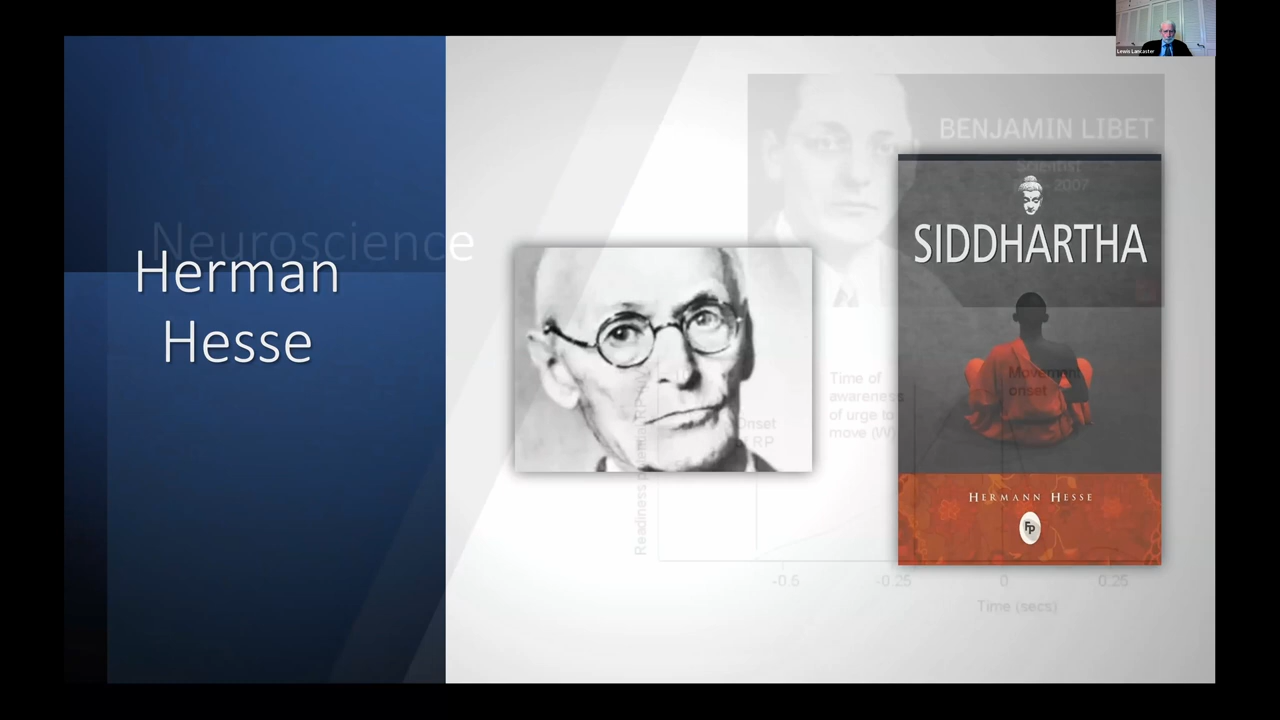 Lewis Lancaster
Neuroscience
Herman
Hesse
BENJAMIN LIBET
Scientist
2007
SIDDHARTHA
HERMANN HESSE
FP
Time of
awareness
of urge to
move (W)
Movement
onset
Onset
RP
Readiness
-0.5
-0.25
0
0.25
Time (secs)